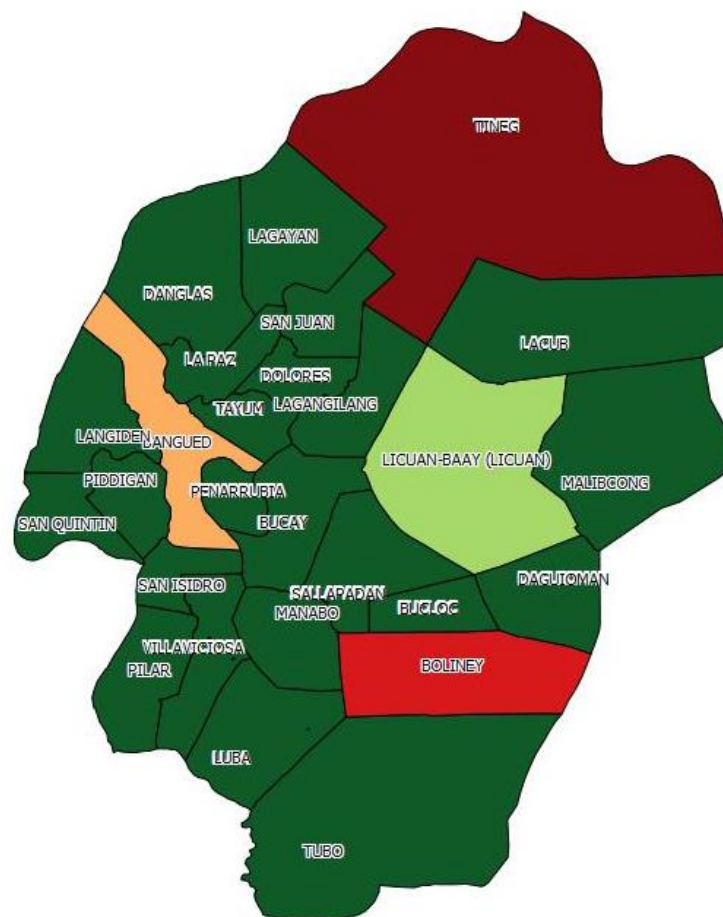 TINEG
LAGAYAN
DANGLAS
SAN JUAN
LACUB
LA PAZ
DOLORES
TAYUM
LAGANGILANG
LANGIDEN
BANGUED
LICUAN-BAAY (LICUAN)
PIDDIGAN
PENARRUBIA
MALIBCONG
SAN QUINTIN
BUCAY
SAN ISIDRO
SALLAPADAN
DAGUIOMAN
MANABO
BUCLOC
VILLAVICIOSA
PILAR
BOLINEY
LUBA
TUBO